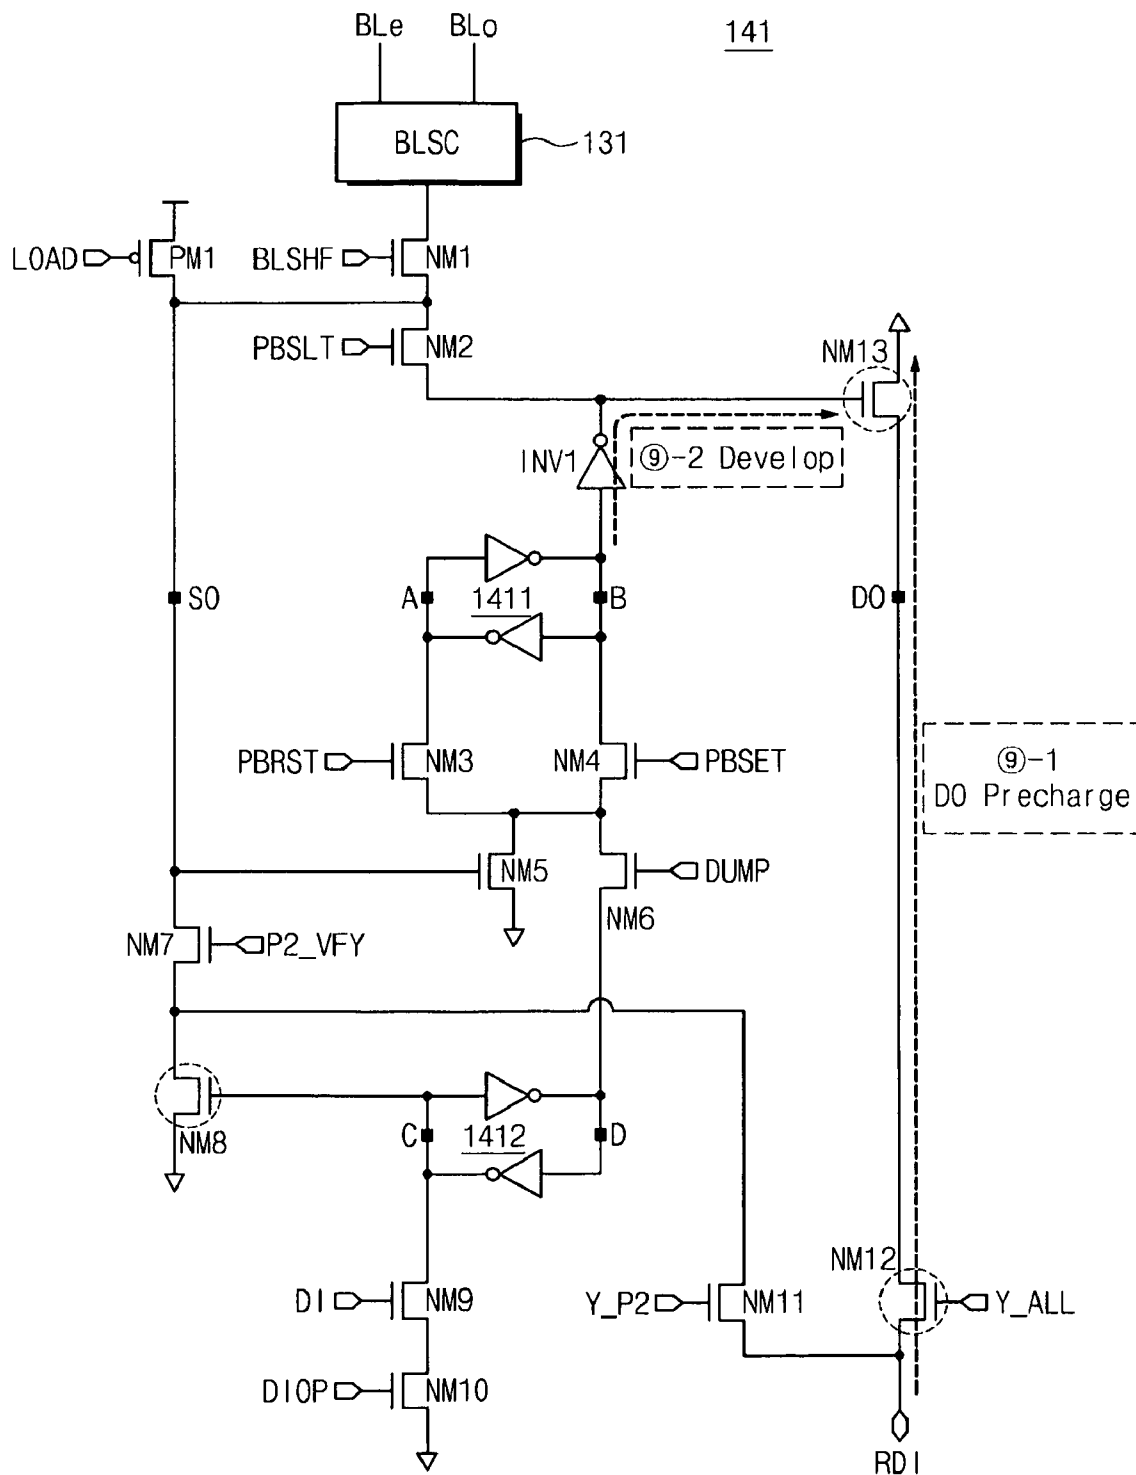 BLe
BLo
141
BLSC
131
LOAD
PM1
BLSHF
NM1
PBSLT
NM2
NM13
INV1
⑨-2 Develop
SO
A
1411
B
DO
PBRST
NM3
NM4
PBSET
⑨-1
DO Precharge
NM5
DUMP
NM6
NM7
P2_VFY
NM8
C
1412
D
NM12
DI
NM9
Y_P2
NM11
Y_ALL
DIOP
NM10
RDI